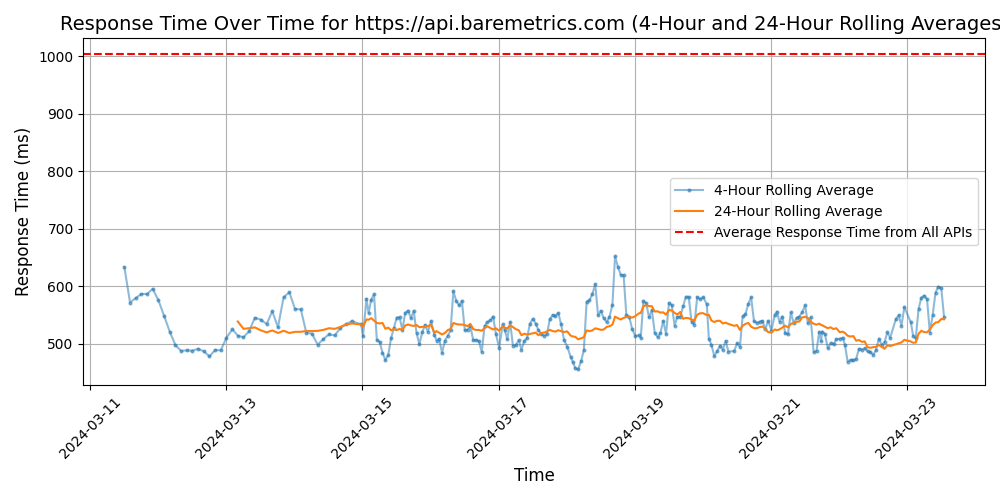 Response Time Over Time for https://api.baremetrics.com (4-Hour and 24-Hour Rolling Averages
Response Time (ms)
1000
900
800
700
600
500
4-Hour Rolling Average
24-Hour Rolling Average
Average Response Time from All APIs
2024-03-11
2024-03-13
2024-03-15
2024-03-17
2024-03-19
2024-03-21
2024-03-23
Time